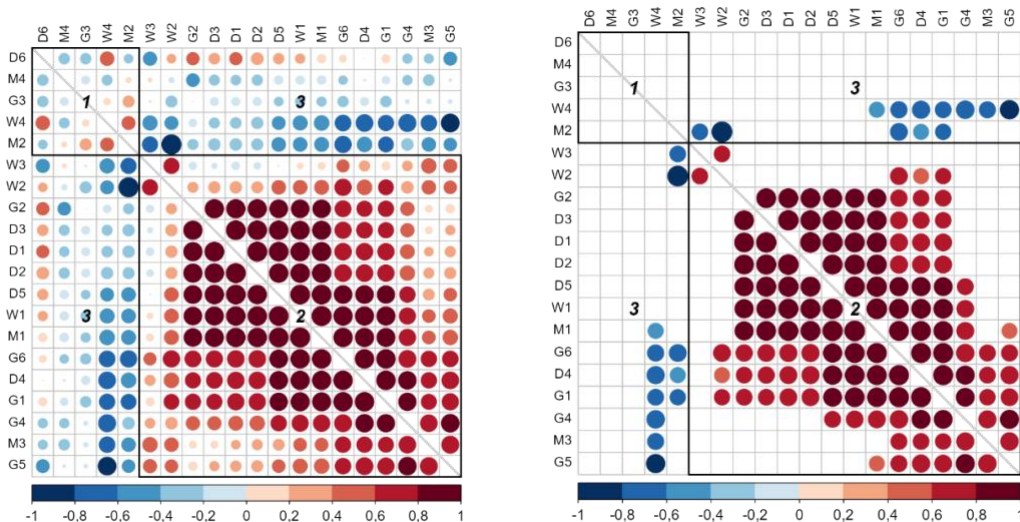 D6 M4 G3 W4 M2 W3 W2 G2 D3 D1 D2 D5 W1 M1 G6 D4 G1 G4 M3 G5
D6
M4
G3
W4
M2
W3
W2
G2
D3
D1
D2
D5
W1
M1
G6
D4
G1
G4
M3
G5
1
3
3
2
-1 -0,8 -0,6 -0,4 -0,2 0 0,2 0,4 0,6 0,8 1
D6 M4 G3 W4 M2 W3 W2 G2 D3 D1 D2 D5 W1 M1 G6 D4 G1 G4 M3 G5
D6
M4
G3
W4
M2
W3
W2
G2
D3
D1
D2
D5
W1
M1
G6
D4
G1
G4
M3
G5
1
3
3
2
-1 -0,8 -0,6 -0,4 -0,2 0 0,2 0,4 0,6 0,8 1